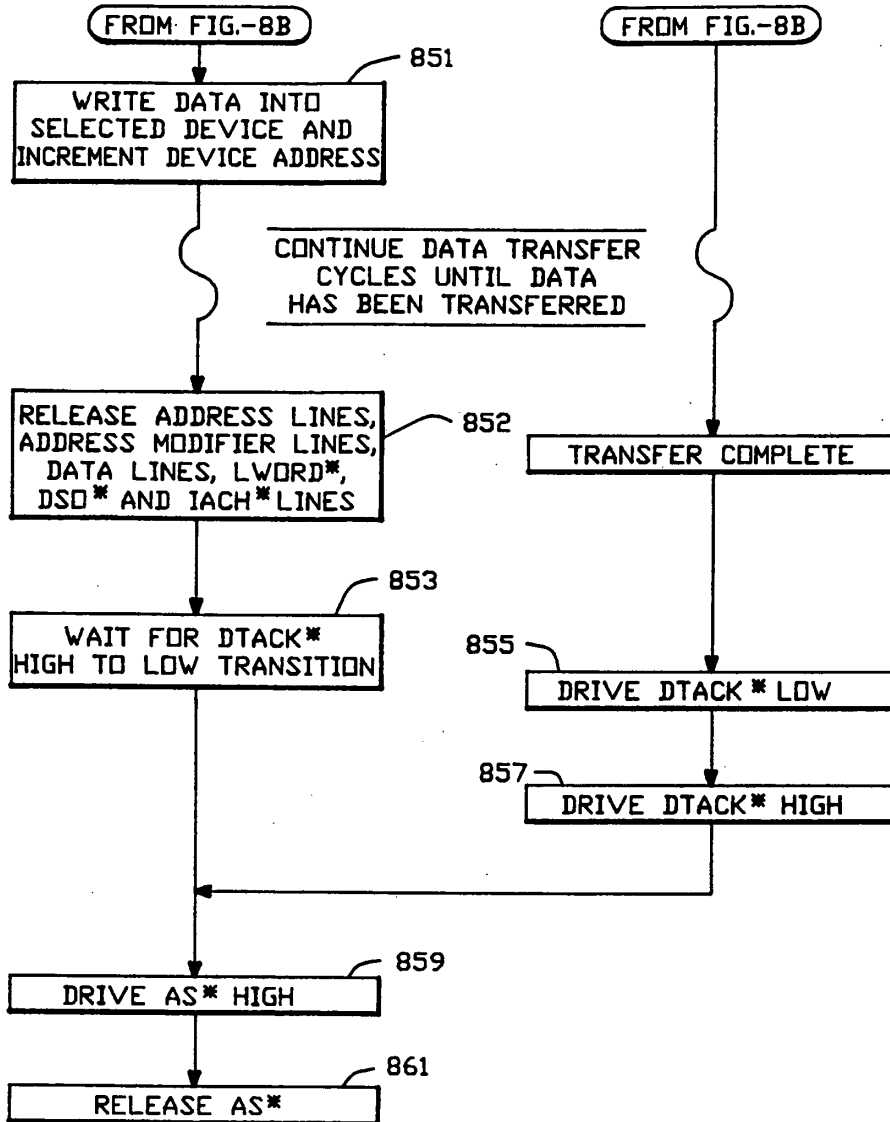 FROM FIG.-8B
851
WRITE DATA INTO
SELECTED DEVICE AND
INCREMENT DEVICE ADDRESS
CONTINUE DATA TRANSFER
CYCLES UNTIL DATA
HAS BEEN TRANSFERRED
RELEASE ADDRESS LINES,
ADDRESS MODIFIER LINES,
DATA LINES, LWORD*,
DSO* AND IACH* LINES
852
853
WAIT FOR DTACK*
HIGH TO LOW TRANSITION
FROM FIG.-8B
TRANSFER COMPLETE
855
DRIVE DTACK* LOW
857
DRIVE DTACK* HIGH
859
DRIVE AS* HIGH
861
RELEASE AS*